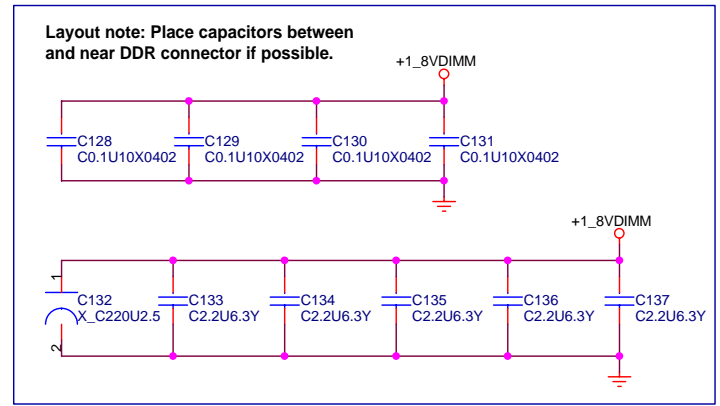 Layout note: Place capacitors between
and near DDR connector if possible.
+1_8VDIMM
C128
C0.1U10X0402
C129
C0.1U10X0402
C130
C0.1U10X0402
C131
C0.1U10X0402
+1_8VDIMM
1
C132
X_C220U2.5
2
C133
C2.2U6.3Y
C134
C2.2U6.3Y
C135
C2.2U6.3Y
C136
C2.2U6.3Y
C137
C2.2U6.3Y